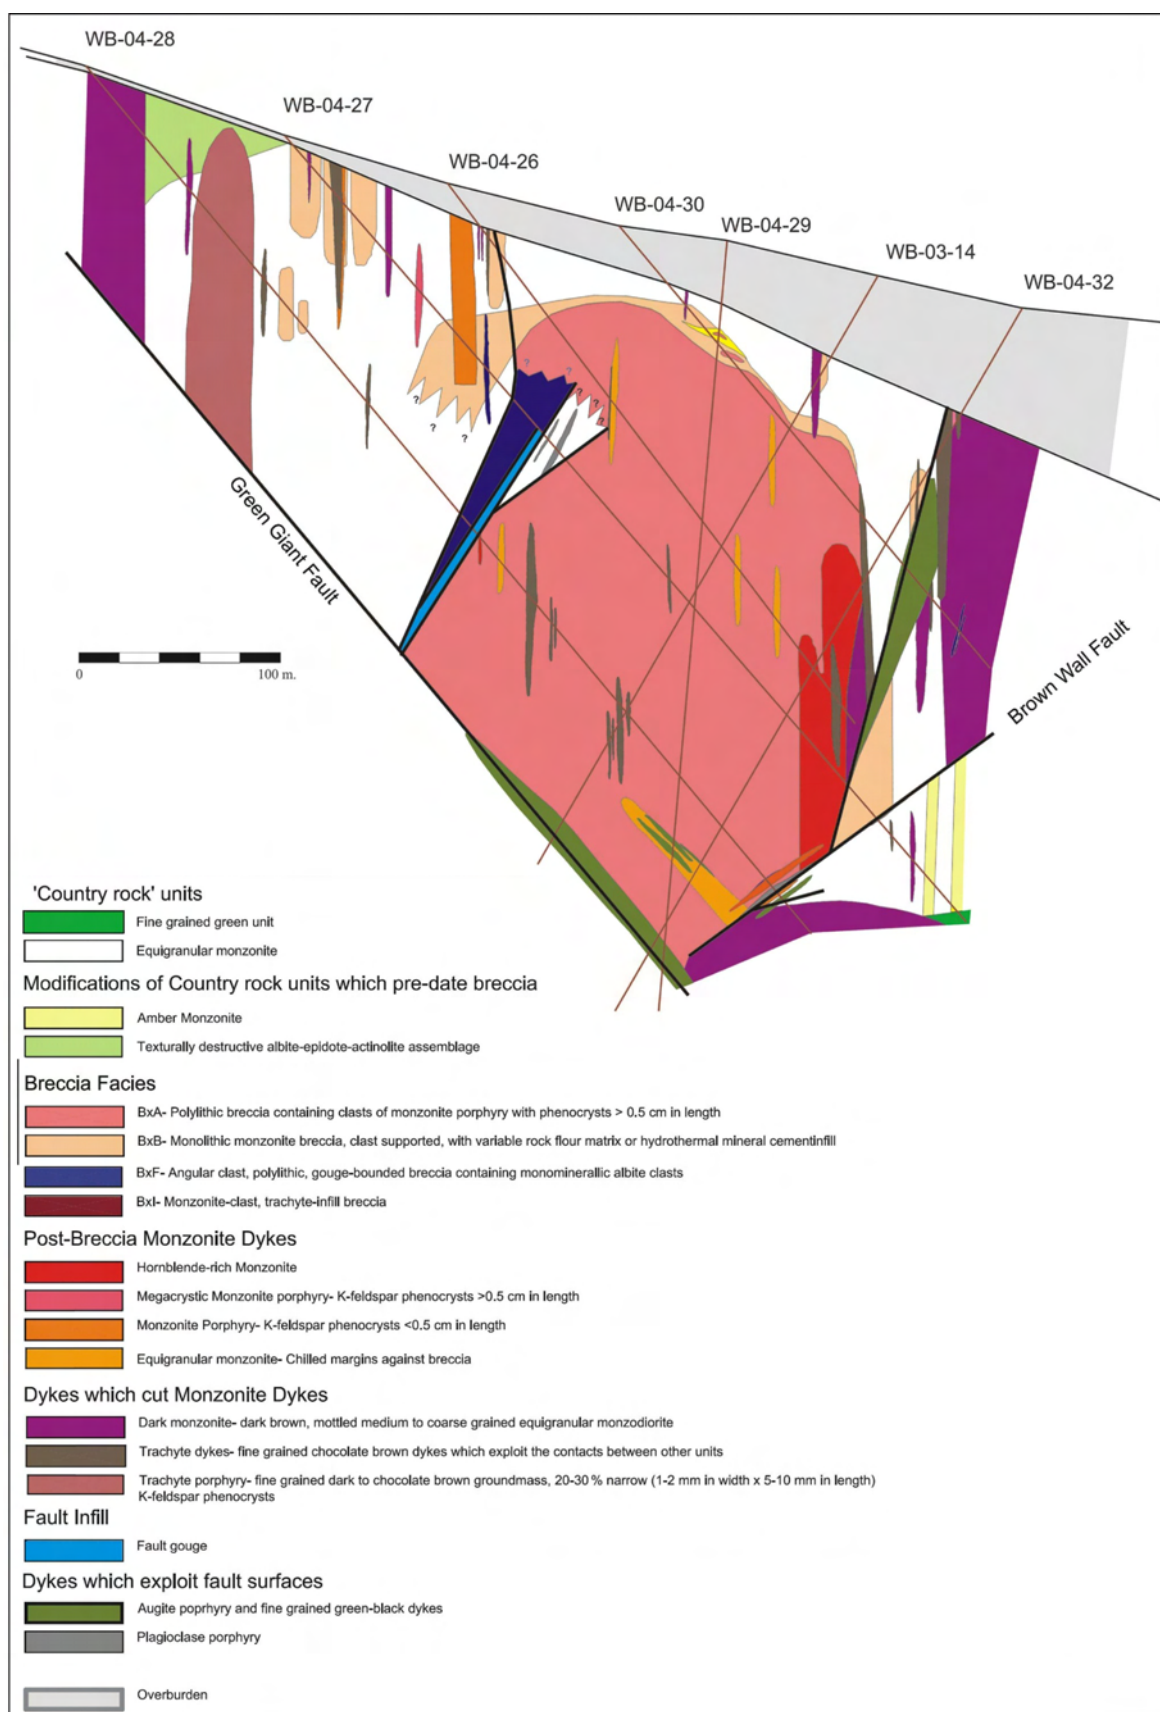 WB-04-28
WB-04-27
WB-04-26
WB-04-30
WB-04-29
WB-03-14
WB-04-32
? ? ?
? ? ? ?
Green Giant Fault
Brown Wall Fault
0 100 m.
'Country rock' units
Fine grained green unit
Equigranular monzonite
Modifications of Country rock units which pre-date breccia
Amber Monzonite
Texturally destructive albite-epidote-actinolite assemblage
Breccia Facies
BxA- Polylithic breccia containing clasts of monzonite porphyry with phenocrysts > 0.5 cm in length
BxB- Monolithic monzonite breccia, clast supported, with variable rock flour matrix or hydrothermal mineral cementinfill
BxF- Angular clast, polylithic, gouge-bounded breccia containing monominerallic albite clasts
BxI- Monzonite-clast, trachyte-infill breccia
Post-Breccia Monzonite Dykes
Hornblende-rich Monzonite
Megacrystic Monzonite porphyry- K-feldspar phenocrysts >0.5 cm in length
Monzonite Porphyry- K-feldspar phenocrysts <0.5 cm in length
Equigranular monzonite- Chilled margins against breccia
Dykes which cut Monzonite Dykes
Dark monzonite- dark brown, mottled medium to coarse grained equigranular monzodiorite
Trachyte dykes- fine grained chocolate brown dykes which exploit the contacts between other units
Trachyte porphyry- fine grained dark to chocolate brown groundmass, 20-30 % narrow (1-2 mm in width x 5-10 mm in length)
K-feldspar phenocrysts
Fault Infill
Fault gouge
Dykes which exploit fault surfaces
Augite poprhyry and fine grained green-black dykes
Plagioclase porphyry
Overburden